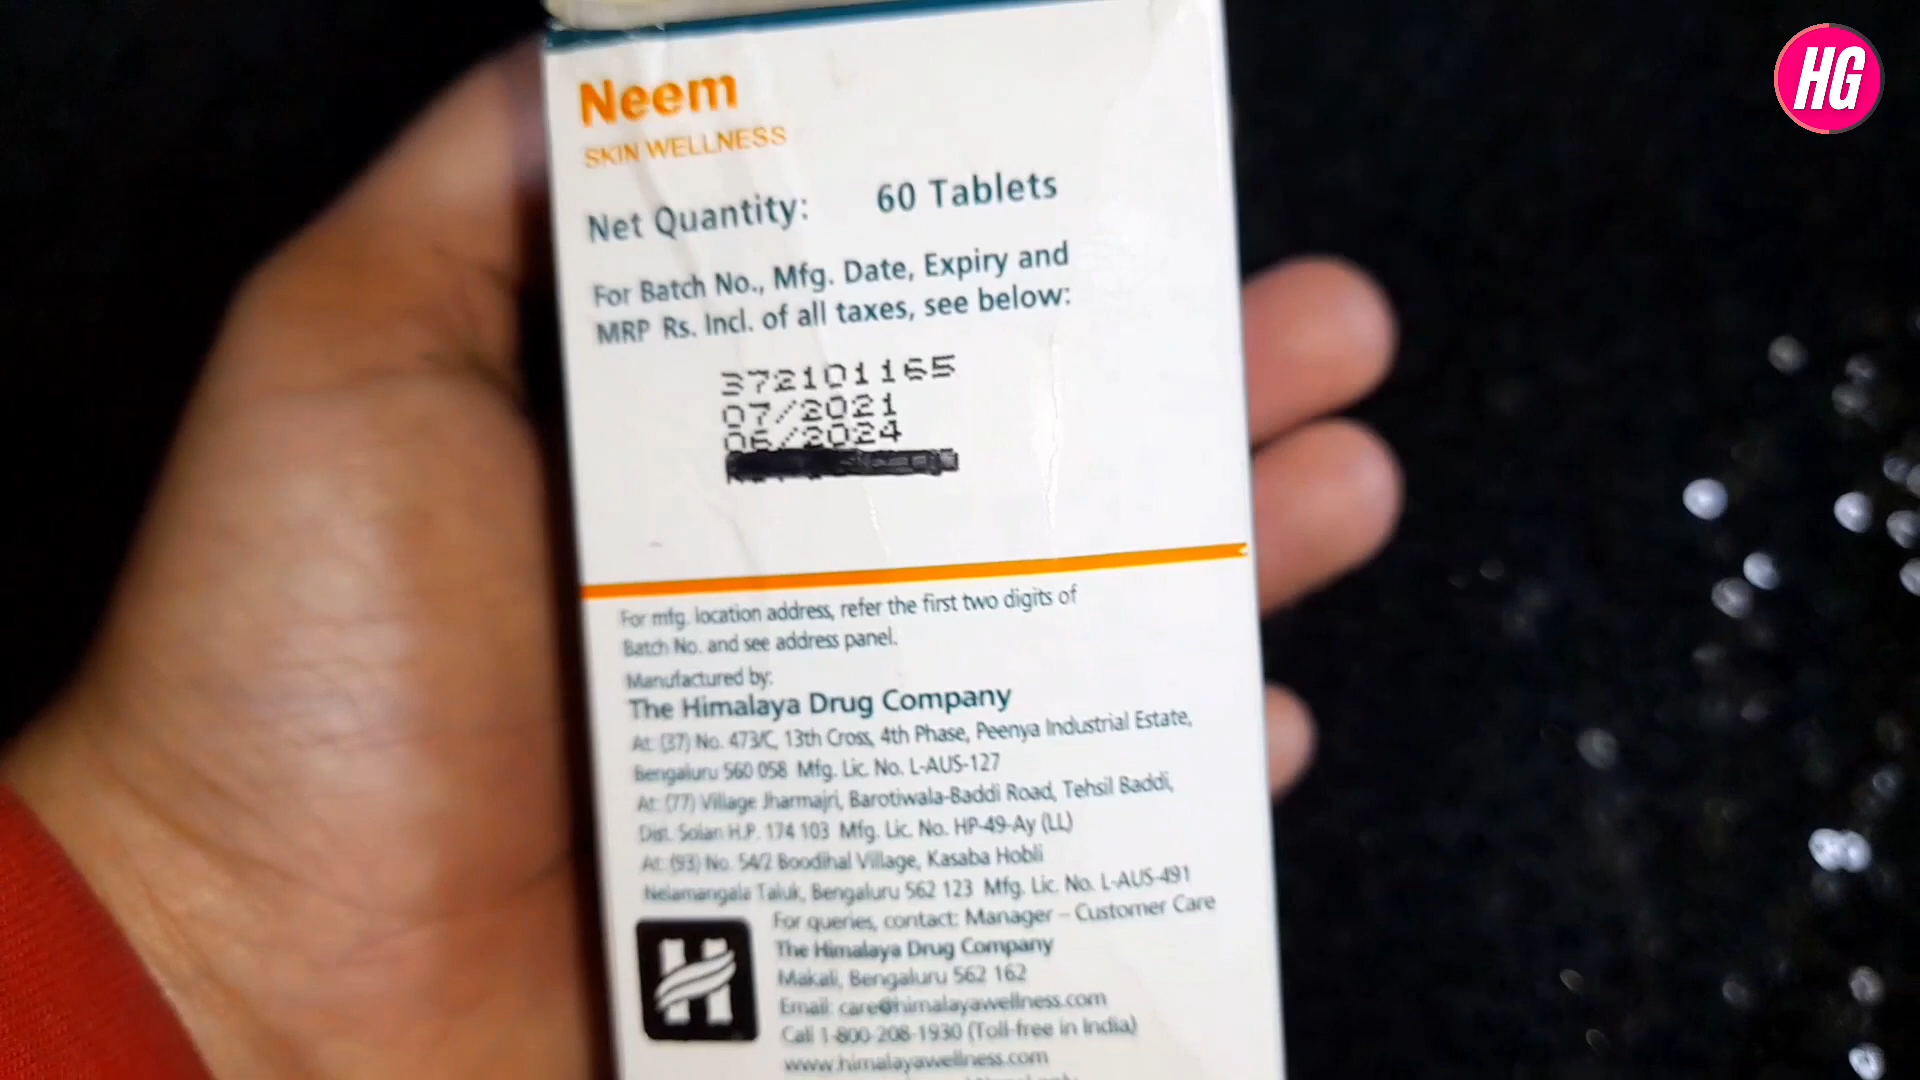 HG
Neem
SKIN WELLNESS
Net Quantity: 60 Tablets
For Batch No., Mfg. Date, Expiry and
MRP Rs. Incl. of all taxes, see below:
372101165
07/2021
06/2024
For mfg. location address, refer the first two digits of
Batch No. and see address panel.
Manufactured by:
The Himalaya Drug Company
At: (37) No. 473/C, 13th Cross, 4th Phase, Peenya Industrial Estate,
Bengaluru 560 058 Mfg. Lic. No. L-AUS-127
At: (77) Village Jharmajri, Barotiwala-Baddi Road, Tehsil Baddi,
Dist. Solan H.P. 174 103 Mfg. Lic. No. HP-49-Ay (LL)
At: (93) No. 54/2 Boodihal Village, Kasaba Hobli
Nelamangala Taluk, Bengaluru 562 123 Mfg. Lic. No. L-AUS-491
For queries, contact: Manager – Customer Care
The Himalaya Drug Company
Makali, Bengaluru 562 162
Email: care@himalayawellness.com
Call 1-800-208-1930 (Toll-free in India)
www.himalayawellness.com